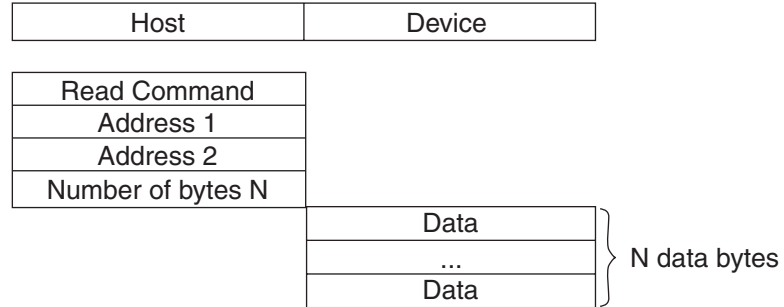 Host Device
Read Command
Address 1
Address 2
Number of bytes N
Data
...
N data bytes
Data